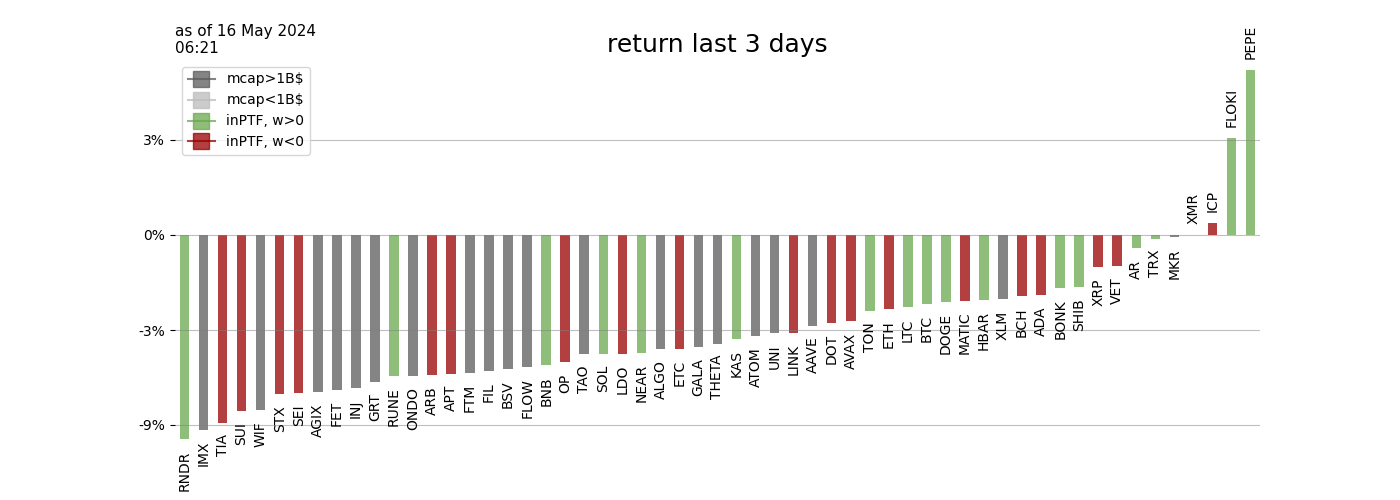 as of 16 May 2024
06:21
return last 3 days
mcap>1B$
mcap<1B$
inPTF, w>0
inPTF, w<0
3%
0%
-3%
-9%
RNDR
IMX
TIA
SUI
WIF
STX
SEI
AGIX
FET
INJ
GRT
RUNE
ONDO
ARB
APT
FTM
FIL
BSV
FLOW
BNB
OP
TAO
SOL
LDO
NEAR
ALGO
ETC
GALA
THETA
KAS
ATOM
UNI
LINK
AAVE
DOT
AVAX
TON
ETH
LTC
BTC
DOGE
MATIC
HBAR
XLM
BCH
ADA
BONK
SHIB
XRP
VET
AR
TRX
MKR
XMR
ICP
FLOKI
PEPE